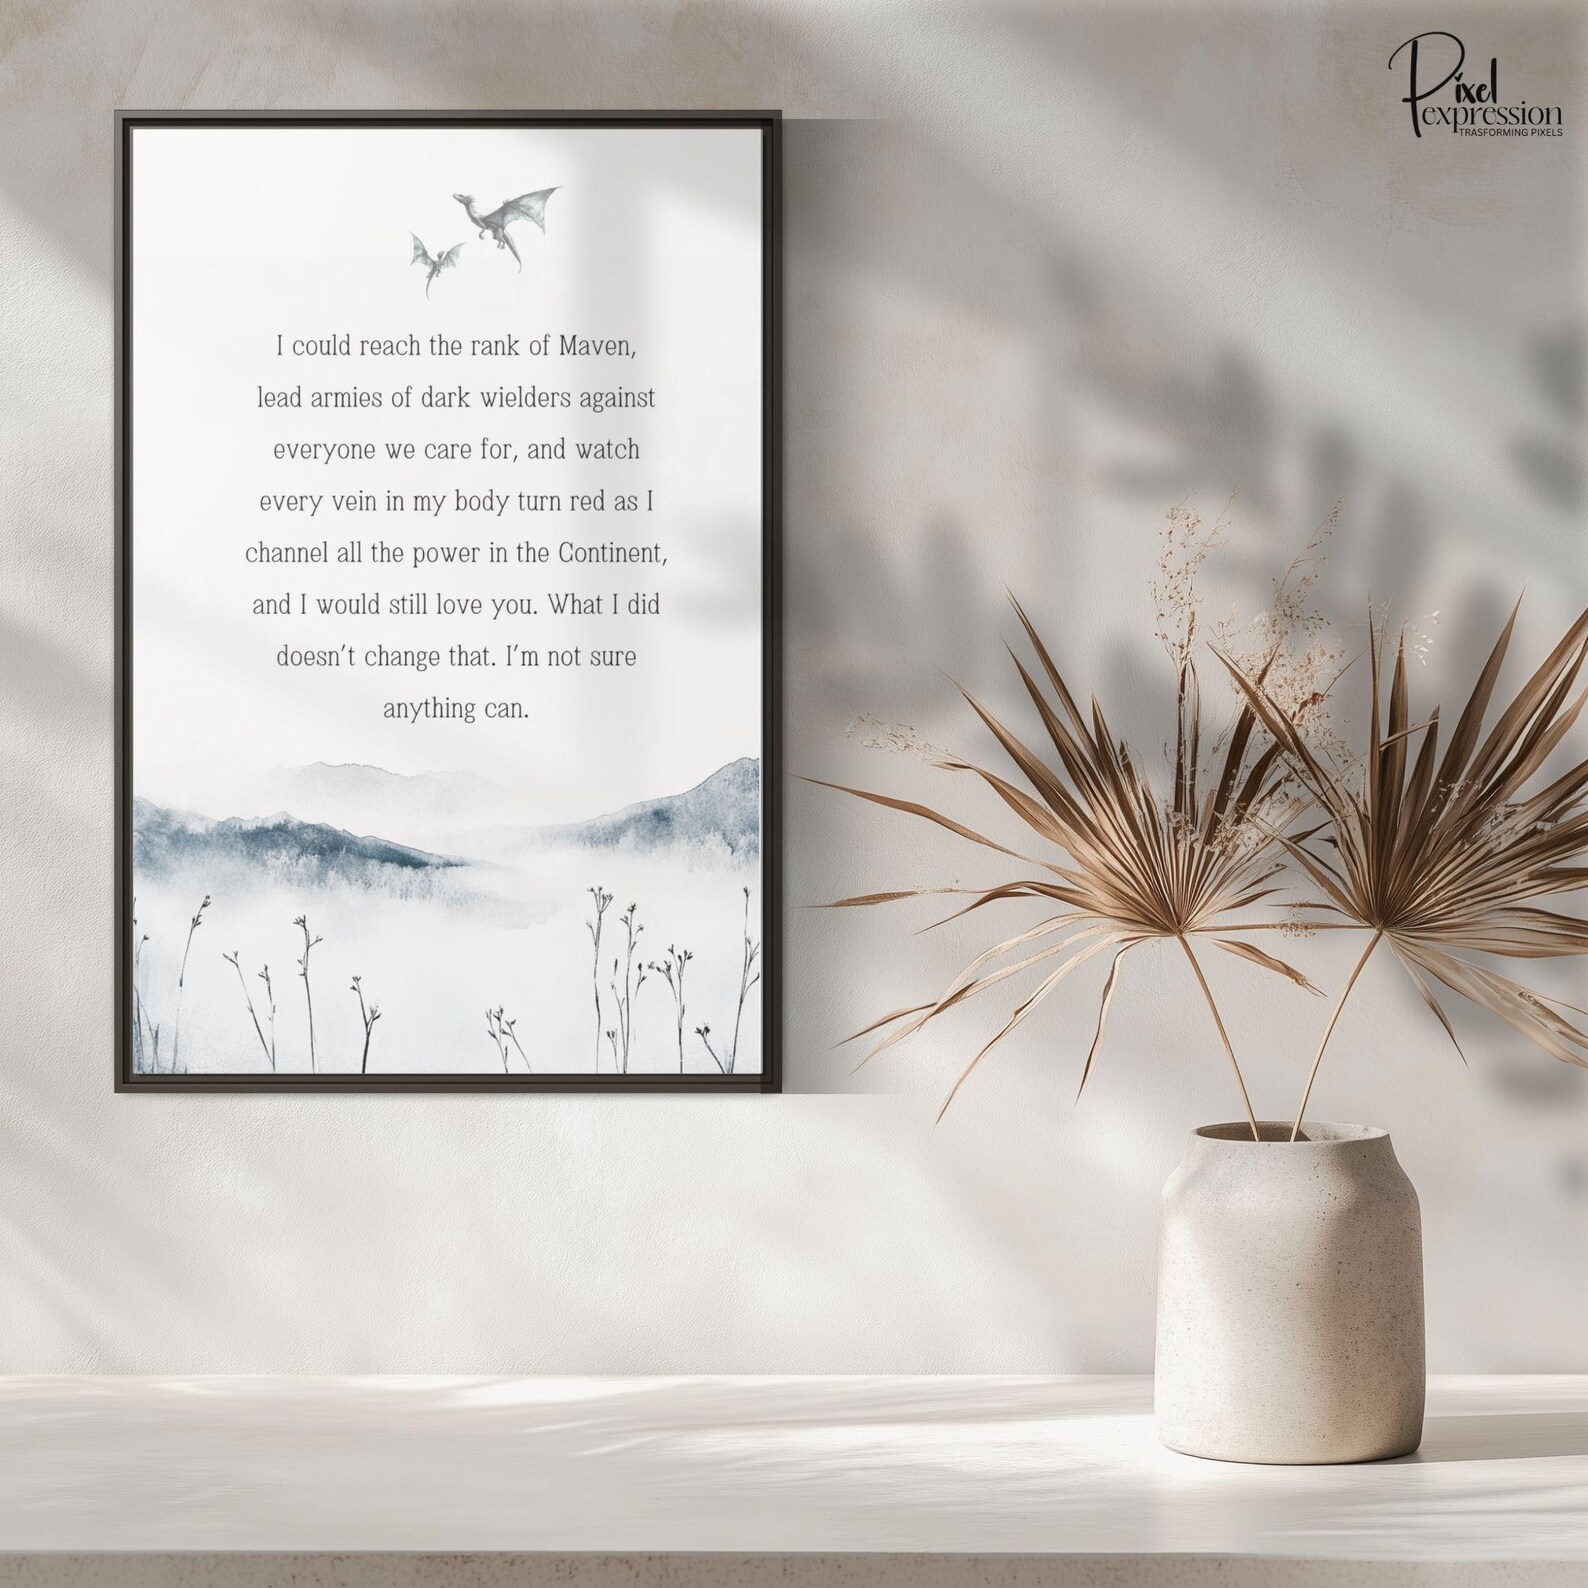 Pixel
expression
TRASFORMING PIXELS
I could reach the rank of Maven,
lead armies of dark wielders against
everyone we care for, and watch
every vein in my body turn red as I
channel all the power in the Continent,
and I would still love you. What I did
doesn't change that. I'm not sure
anything can.